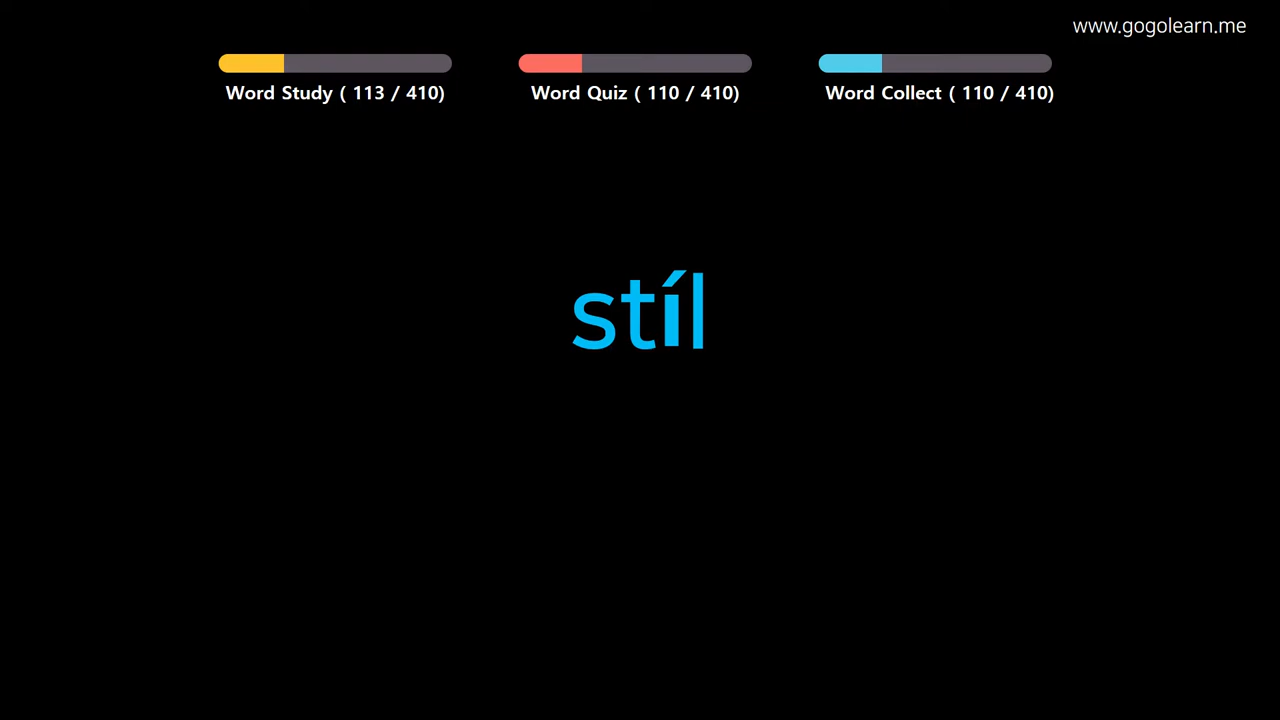 www.gogolearn.me
Word Study ( 113 / 410)
Word Quiz ( 110 / 410)
Word Collect ( 110 / 410)
stíl